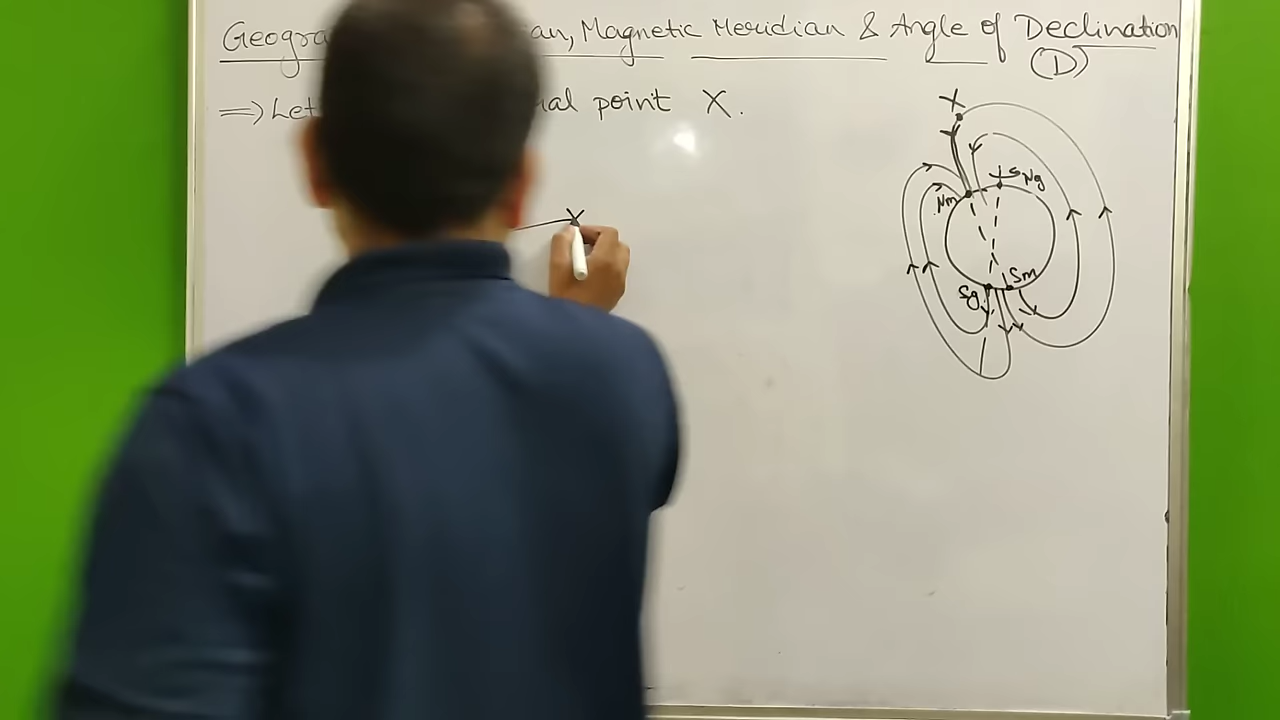 Geogra an, Magnetic Meridian & Angle of Declination
(D)
=> Let al point X.
X
X
Ng
Nm
Sm
Sg